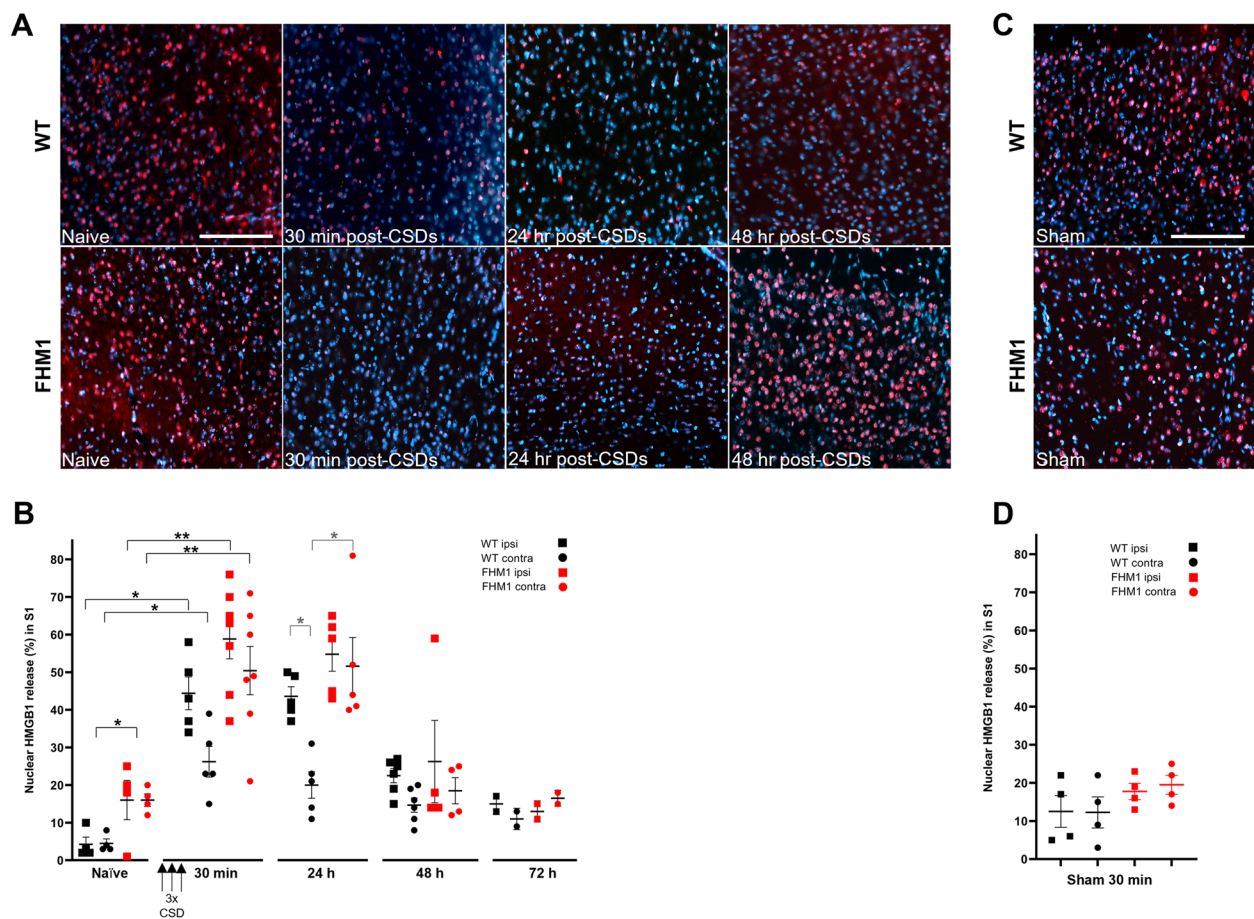 A
C
WT
Naive
30 min post-CSDs
24 hr post-CSDs
48 hr post-CSDs
WT
Sham
FHM1
Naive
30 min post-CSDs
24 hr post-CSDs
48 hr post-CSDs
FHM1
Sham
B
Nuclear HMGB1 release (%) in S1
80
70
60
50
40
30
20
10
0
**
**
*
*
*
*
*
WT ipsi
WT contra
FHM1 ipsi
FHM1 contra
Naïve
30 min
24 h
48 h
72 h
3x
CSD
D
Nuclear HMGB1 release (%) in S1
80
70
60
50
40
30
20
10
0
WT ipsi
WT contra
FHM1 ipsi
FHM1 contra
Sham 30 min